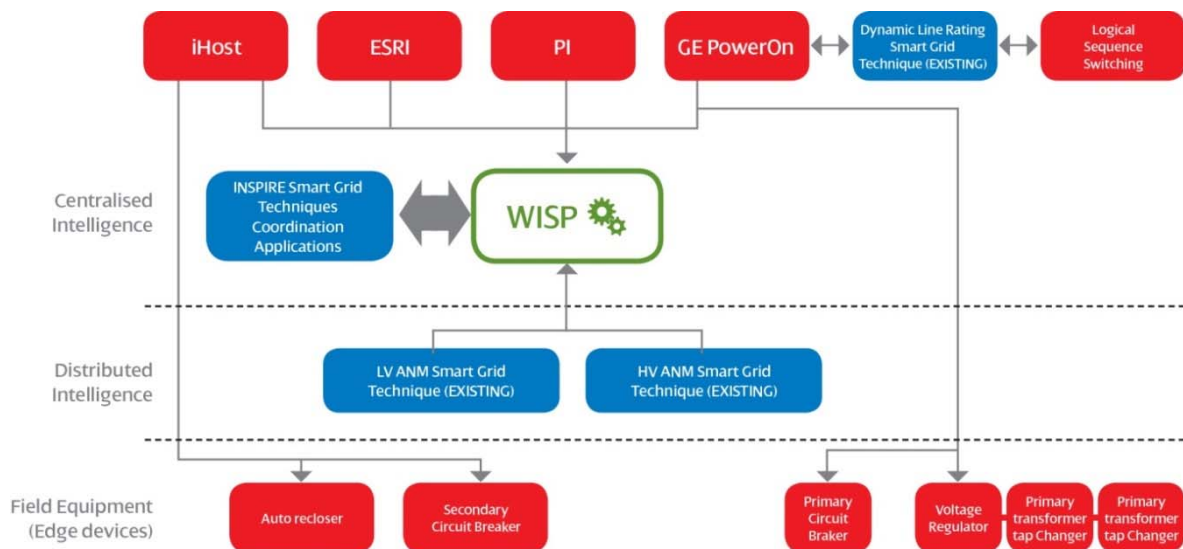 iHost
ESRI
PI
GE PowerOn
Dynamic Line Rating
Smart Grid
Technique (EXISTING)
Logical
Sequence
Switching
Centralised
Intelligence
INSPIRE Smart Grid
Techniques
Coordination
Applications
WISP
Distributed
Intelligence
LV ANM Smart Grid
Technique (EXISTING)
HV ANM Smart Grid
Technique (EXISTING)
Field Equipment
(Edge devices)
Auto recloser
Secondary
Circuit Breaker
Primary
Circuit
Braker
Voltage
Regulator
Primary
transformer
tap Changer
Primary
transformer
tap Changer